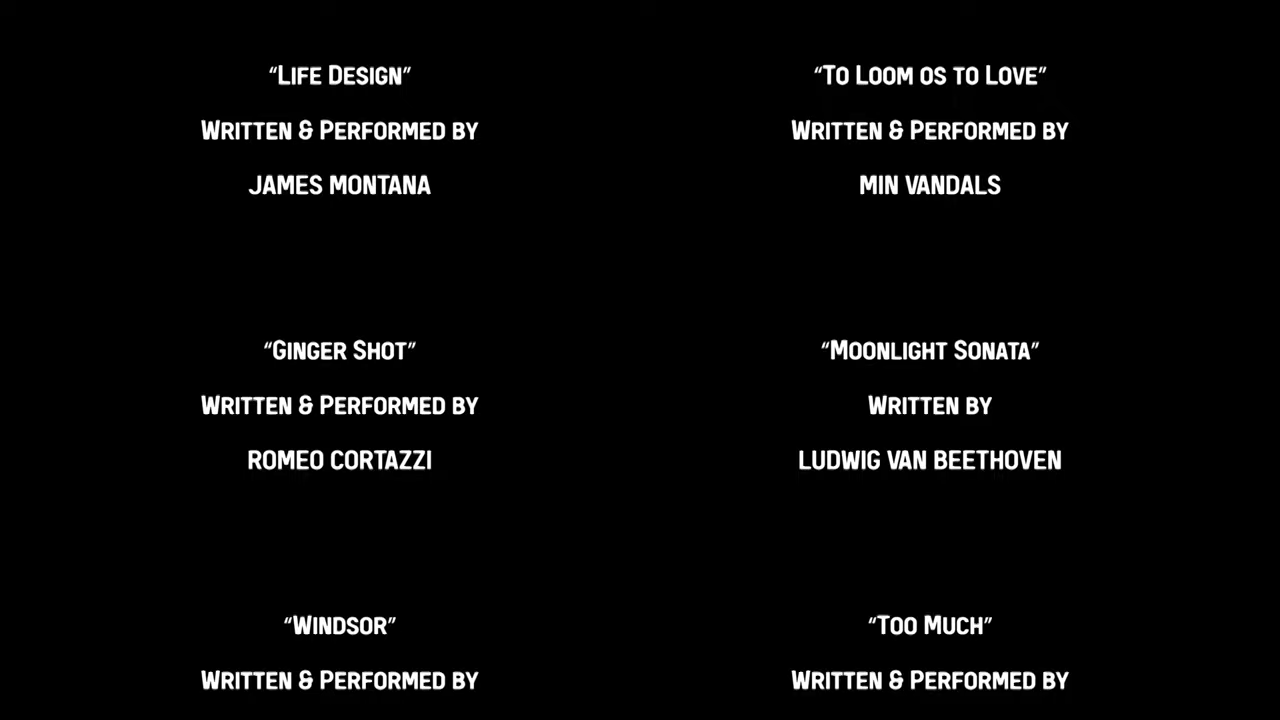 “Life Design”
Written & Performed by
JAMES MONTANA
“To Loom os to Love”
Written & Performed by
MIN VANDALS
“Ginger Shot”
Written & Performed by
ROMEO CORTAZZI
“Moonlight Sonata”
Written by
LUDWIG VAN BEETHOVEN
“Windsor”
Written & Performed by
“Too Much”
Written & Performed by